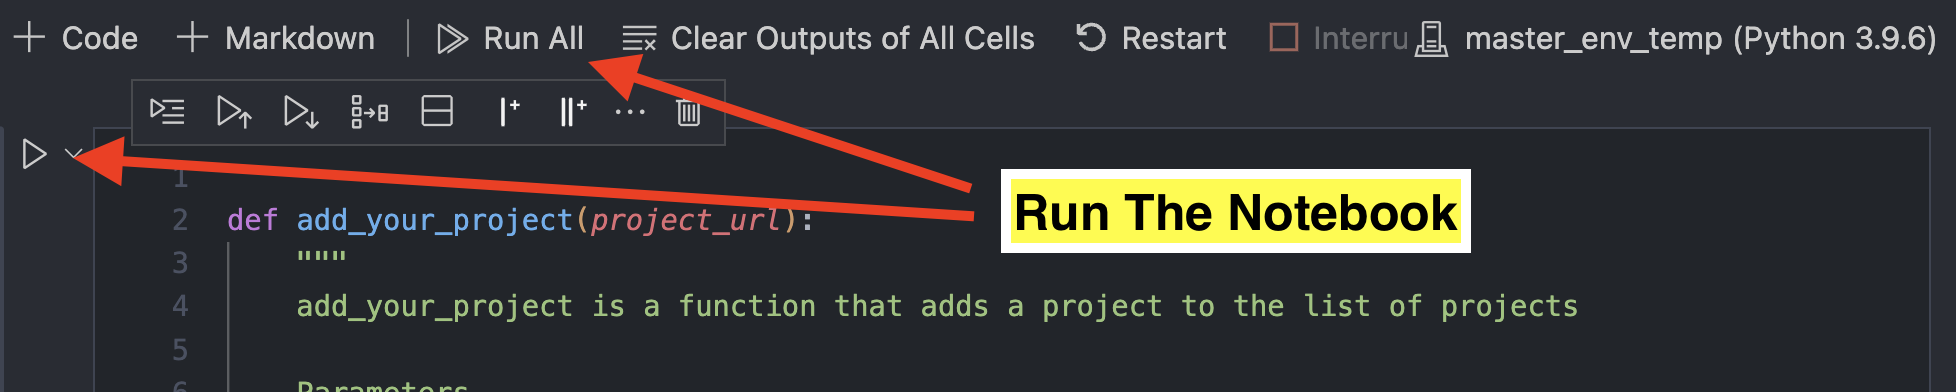 Code Markdown Run All Clear Outputs of All Cells Restart Interru master_env_temp (Python 3.9.6)
1
2 def add_your_project(project_url):
Run The Notebook
3 """
4 add_your_project is a function that adds a project to the list of projects
5
6 Parameters